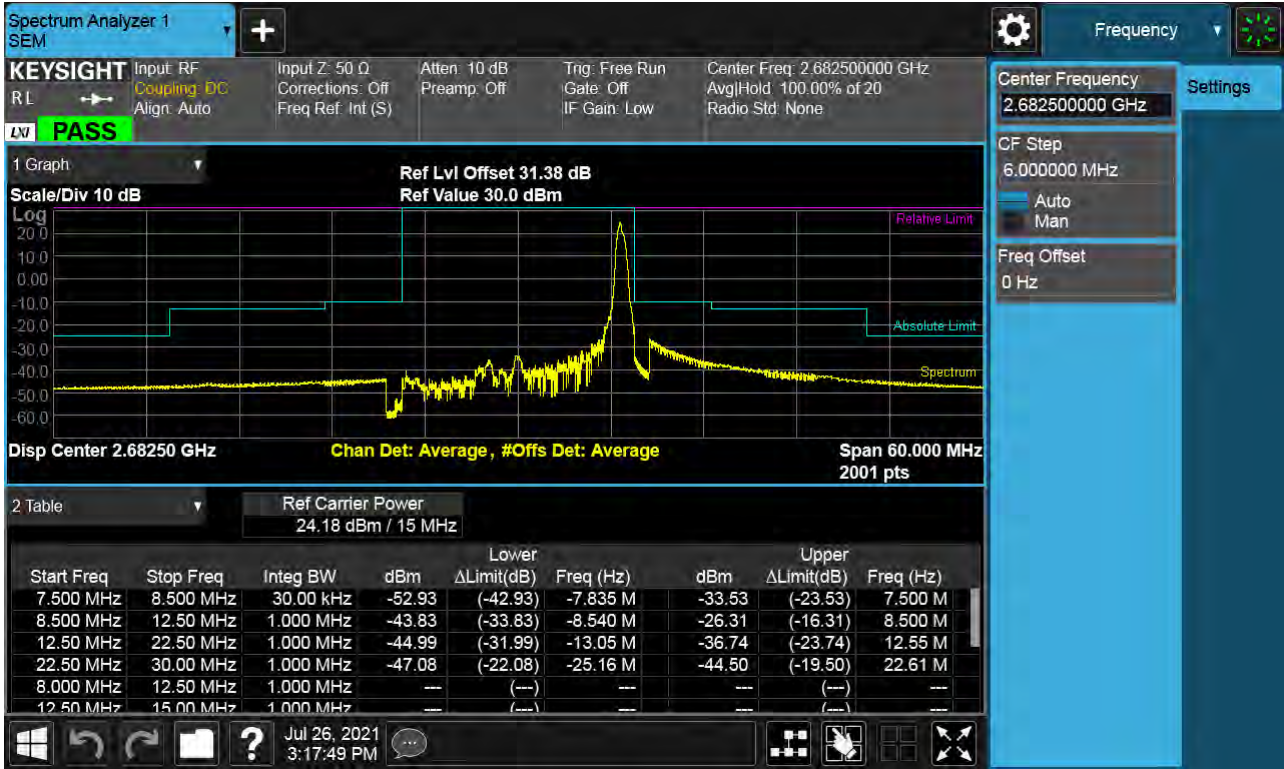 Spectrum Analyzer 1
SEM
+
Frequency
KEYSIGHT
RL
LXI
PASS
Input: RF
Coupling: DC
Align: Auto
Input Z: 50 Ω
Corrections: Off
Freq Ref: Int (S)
Atten: 10 dB
Preamp: Off
Trig: Free Run
Gate: Off
IF Gain: Low
Center Freq: 2.682500000 GHz
Avg|Hold: 100.00% of 20
Radio Std: None
Center Frequency
2.682500000 GHz
Settings
CF Step
6.000000 MHz
Auto
Man
Freq Offset
0 Hz
1 Graph
Scale/Div 10 dB
Ref Lvl Offset 31.38 dB
Ref Value 30.0 dBm
Log
20.0
10.0
0.00
-10.0
-20.0
-30.0
-40.0
-50.0
-60.0
Relative Limit
Absolute Limit
Spectrum
Disp Center 2.68250 GHz
Chan Det: Average, #Offs Det: Average
Span 60.000 MHz
2001 pts
2 Table
Ref Carrier Power
24.18 dBm / 15 MHz
Lower Upper
Start Freq Stop Freq Integ BW dBm ΔLimit(dB) Freq (Hz) dBm ΔLimit(dB) Freq (Hz)
7.500 MHz 8.500 MHz 30.00 kHz -52.93 (-42.93) -7.835 M -33.53 (-23.53) 7.500 M
8.500 MHz 12.50 MHz 1.000 MHz -43.83 (-33.83) -8.540 M -26.31 (-16.31) 8.500 M
12.50 MHz 22.50 MHz 1.000 MHz -44.99 (-31.99) -13.05 M -36.74 (-23.74) 12.55 M
22.50 MHz 30.00 MHz 1.000 MHz -47.08 (-22.08) -25.16 M -44.50 (-19.50) 22.61 M
8.000 MHz 12.50 MHz 1.000 MHz --- (---) --- --- (---) ---
12.50 MHz 15.00 MHz 1.000 MHz --- (---) --- --- (---) ---
?
Jul 26, 2021
3:17:49 PM